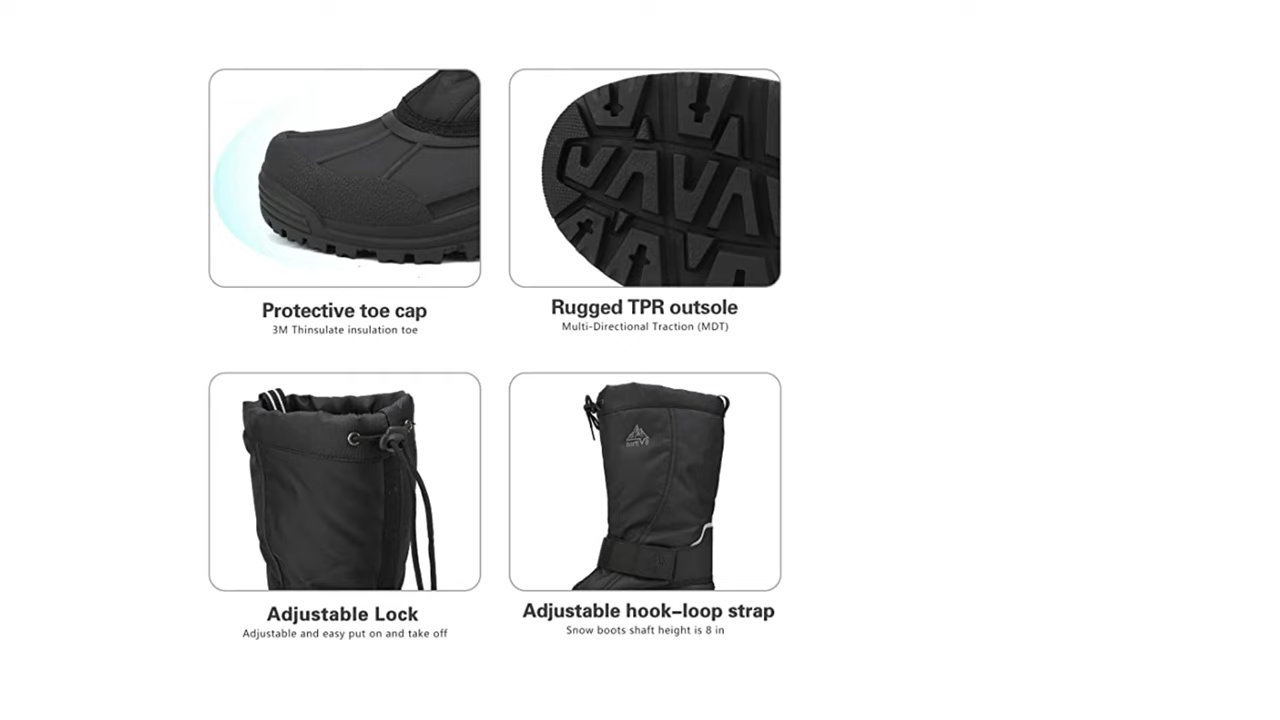 Protective toe cap
3M Thinsulate insulation toe
Rugged TPR outsole
Multi-Directional Traction (MDT)
Adjustable Lock
Adjustable and easy put on and take off
NORTIV8
Adjustable hook-loop strap
Snow boots shaft height is 8 in